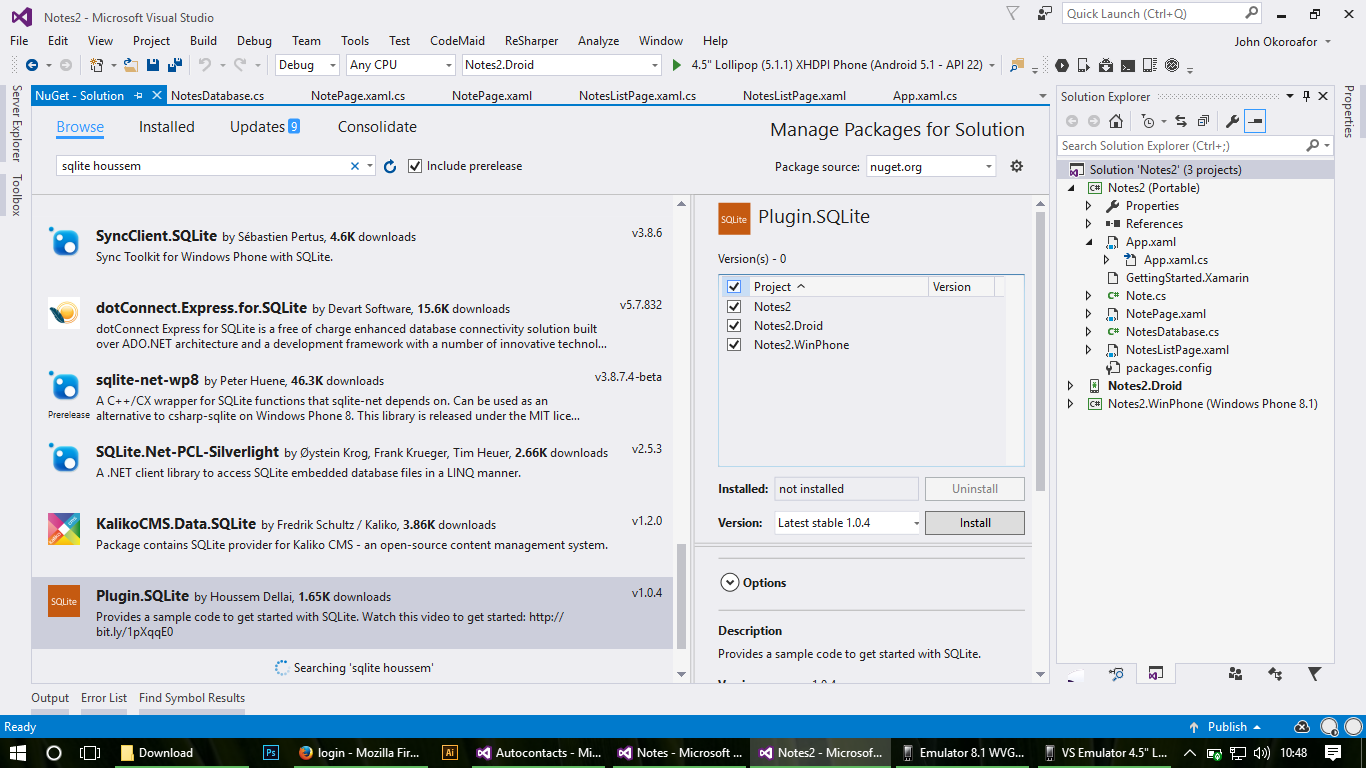 Notes2 - Microsoft Visual Studio
Quick Launch (Ctrl+Q)
File Edit View Project Build Debug Team Tools Test CodeMaid ReSharper Analyze Window Help
John Okoroafor
Debug Any CPU Notes2.Droid 4.5" Lollipop (5.1.1) XHDPI Phone (Android 5.1 - API 22)
Server Explorer
Toolbox
NuGet - Solution NotesDatabase.cs NotePage.xaml.cs NotePage.xaml NotesListPage.xaml.cs NotesListPage.xaml App.xaml.cs
Browse Installed Updates 9 Consolidate
Manage Packages for Solution
sqlite houssem
Include prerelease
Package source: nuget.org
SyncClient.SQLite by Sébastien Pertus, 4.6K downloads v3.8.6
Sync Toolkit for Windows Phone with SQLite.
dotConnect.Express.for.SQLite by Devart Software, 15.6K downloads v5.7.832
dotConnect Express for SQLite is a free of charge enhanced database connectivity solution built
over ADO.NET architecture and a development framework with a number of innovative technol...
sqlite-net-wp8 by Peter Huene, 46.3K downloads v3.8.7.4-beta
A C++/CX wrapper for SQLite functions that sqlite-net depends on. Can be used as an
Prerelease alternative to csharp-sqlite on Windows Phone 8. This library is released under the MIT lice...
SQLite.Net-PCL-Silverlight by Øystein Krog, Frank Krueger, Tim Heuer, 2.66K downloads v2.5.3
A .NET client library to access SQLite embedded database files in a LINQ manner.
KalikoCMS.Data.SQLite by Fredrik Schultz / Kaliko, 3.86K downloads v1.2.0
Package contains SQLite provider for Kaliko CMS - an open-source content management system.
SQLite
Plugin.SQLite by Houssem Dellai, 1.65K downloads v1.0.4
Provides a sample code to get started with SQLite. Watch this video to get started: http://
bit.ly/1pXqqE0
Searching 'sqlite houssem'
SQLite
Plugin.SQLite
Version(s) - 0
Project Version
Notes2
Notes2.Droid
Notes2.WinPhone
Installed: not installed Uninstall
Version: Latest stable 1.0.4 Install
Options
Description
Provides a sample code to get started with SQLite.
Solution Explorer
Search Solution Explorer (Ctrl+;)
Solution 'Notes2' (3 projects)
C# Notes2 (Portable)
Properties
References
App.xaml
App.xaml.cs
GettingStarted.Xamarin
C# Note.cs
NotePage.xaml
C# NotesDatabase.cs
NotesListPage.xaml
packages.config
Notes2.Droid
C# Notes2.WinPhone (Windows Phone 8.1)
Properties
Output Error List Find Symbol Results
Ready
Publish
Download
Ps
login - Mozilla Fir...
Ai
Autocontacts - Mi...
Notes - Microsoft ...
Notes2 - Microsof...
Emulator 8.1 WVG...
VS Emulator 4.5" L...
10:48